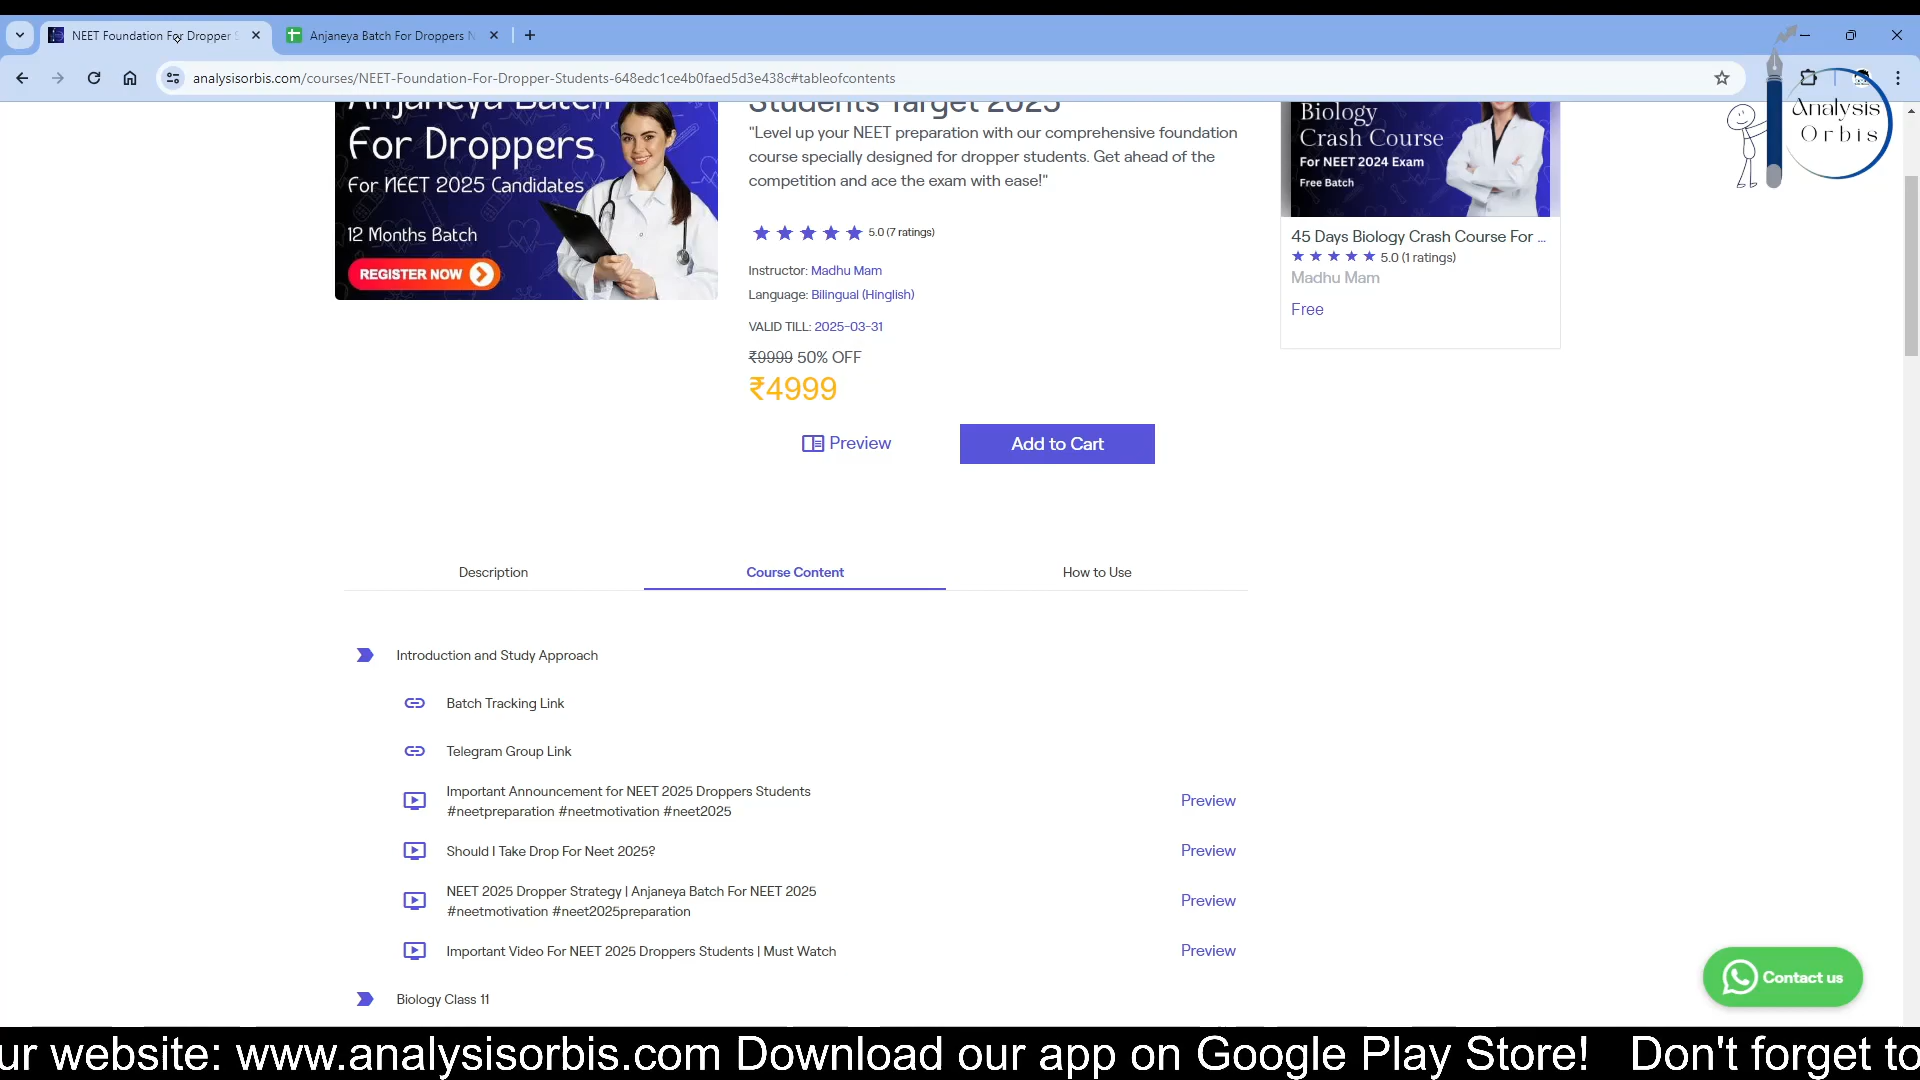 NEET Foundation For Dropper S
Anjaneya Batch For Droppers N
analysisorbis.com/courses/NEET-Foundation-For-Dropper-Students-648edc1ce4b0faed5d3e438c#tableofcontents
Analysis
Orbis
Anjaneya Batch
For Droppers
For NEET 2025 Candidates
12 Months Batch
REGISTER NOW
Students Target 2025
"Level up your NEET preparation with our comprehensive foundation
course specially designed for dropper students. Get ahead of the
competition and ace the exam with ease!"
5.0 (7 ratings)
Instructor: Madhu Mam
Language: Bilingual (Hinglish)
VALID TILL: 2025-03-31
₹9999 50% OFF
₹4999
Preview
Add to Cart
Biology
Crash Course
For NEET 2024 Exam
Free Batch
45 Days Biology Crash Course For ...
5.0 (1 ratings)
Madhu Mam
Free
Description
Course Content
How to Use
Introduction and Study Approach
Batch Tracking Link
Telegram Group Link
Important Announcement for NEET 2025 Droppers Students
#neetpreparation #neetmotivation #neet2025
Preview
Should I Take Drop For Neet 2025?
Preview
NEET 2025 Dropper Strategy | Anjaneya Batch For NEET 2025
#neetmotivation #neet2025preparation
Preview
Important Video For NEET 2025 Droppers Students | Must Watch
Preview
Biology Class 11
Contact us
ur website: www.analysisorbis.com Download our app on Google Play Store! Don't forget to